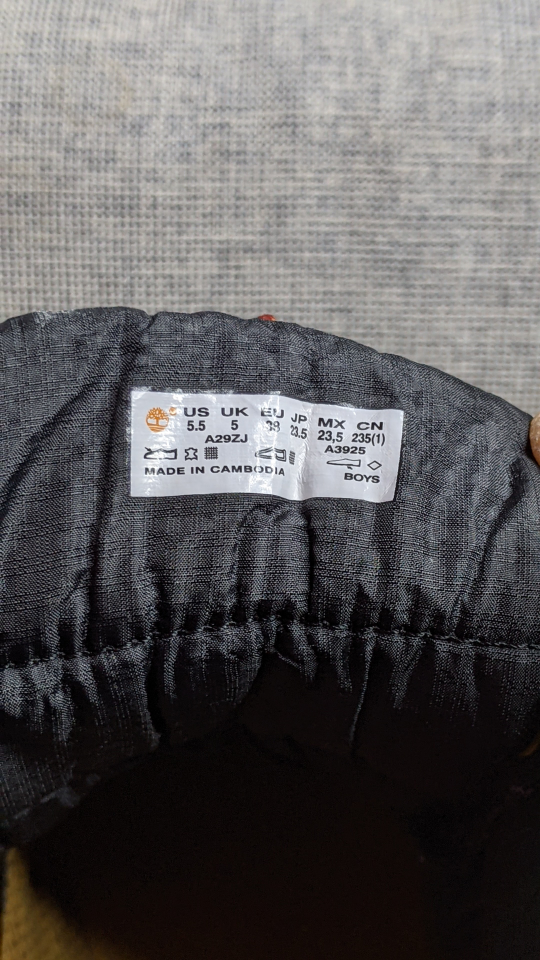 US UK EU JP MX CN
5.5 5 38 23.5 23,5 235(1)
A29ZJ A3925
MADE IN CAMBODIA BOYS